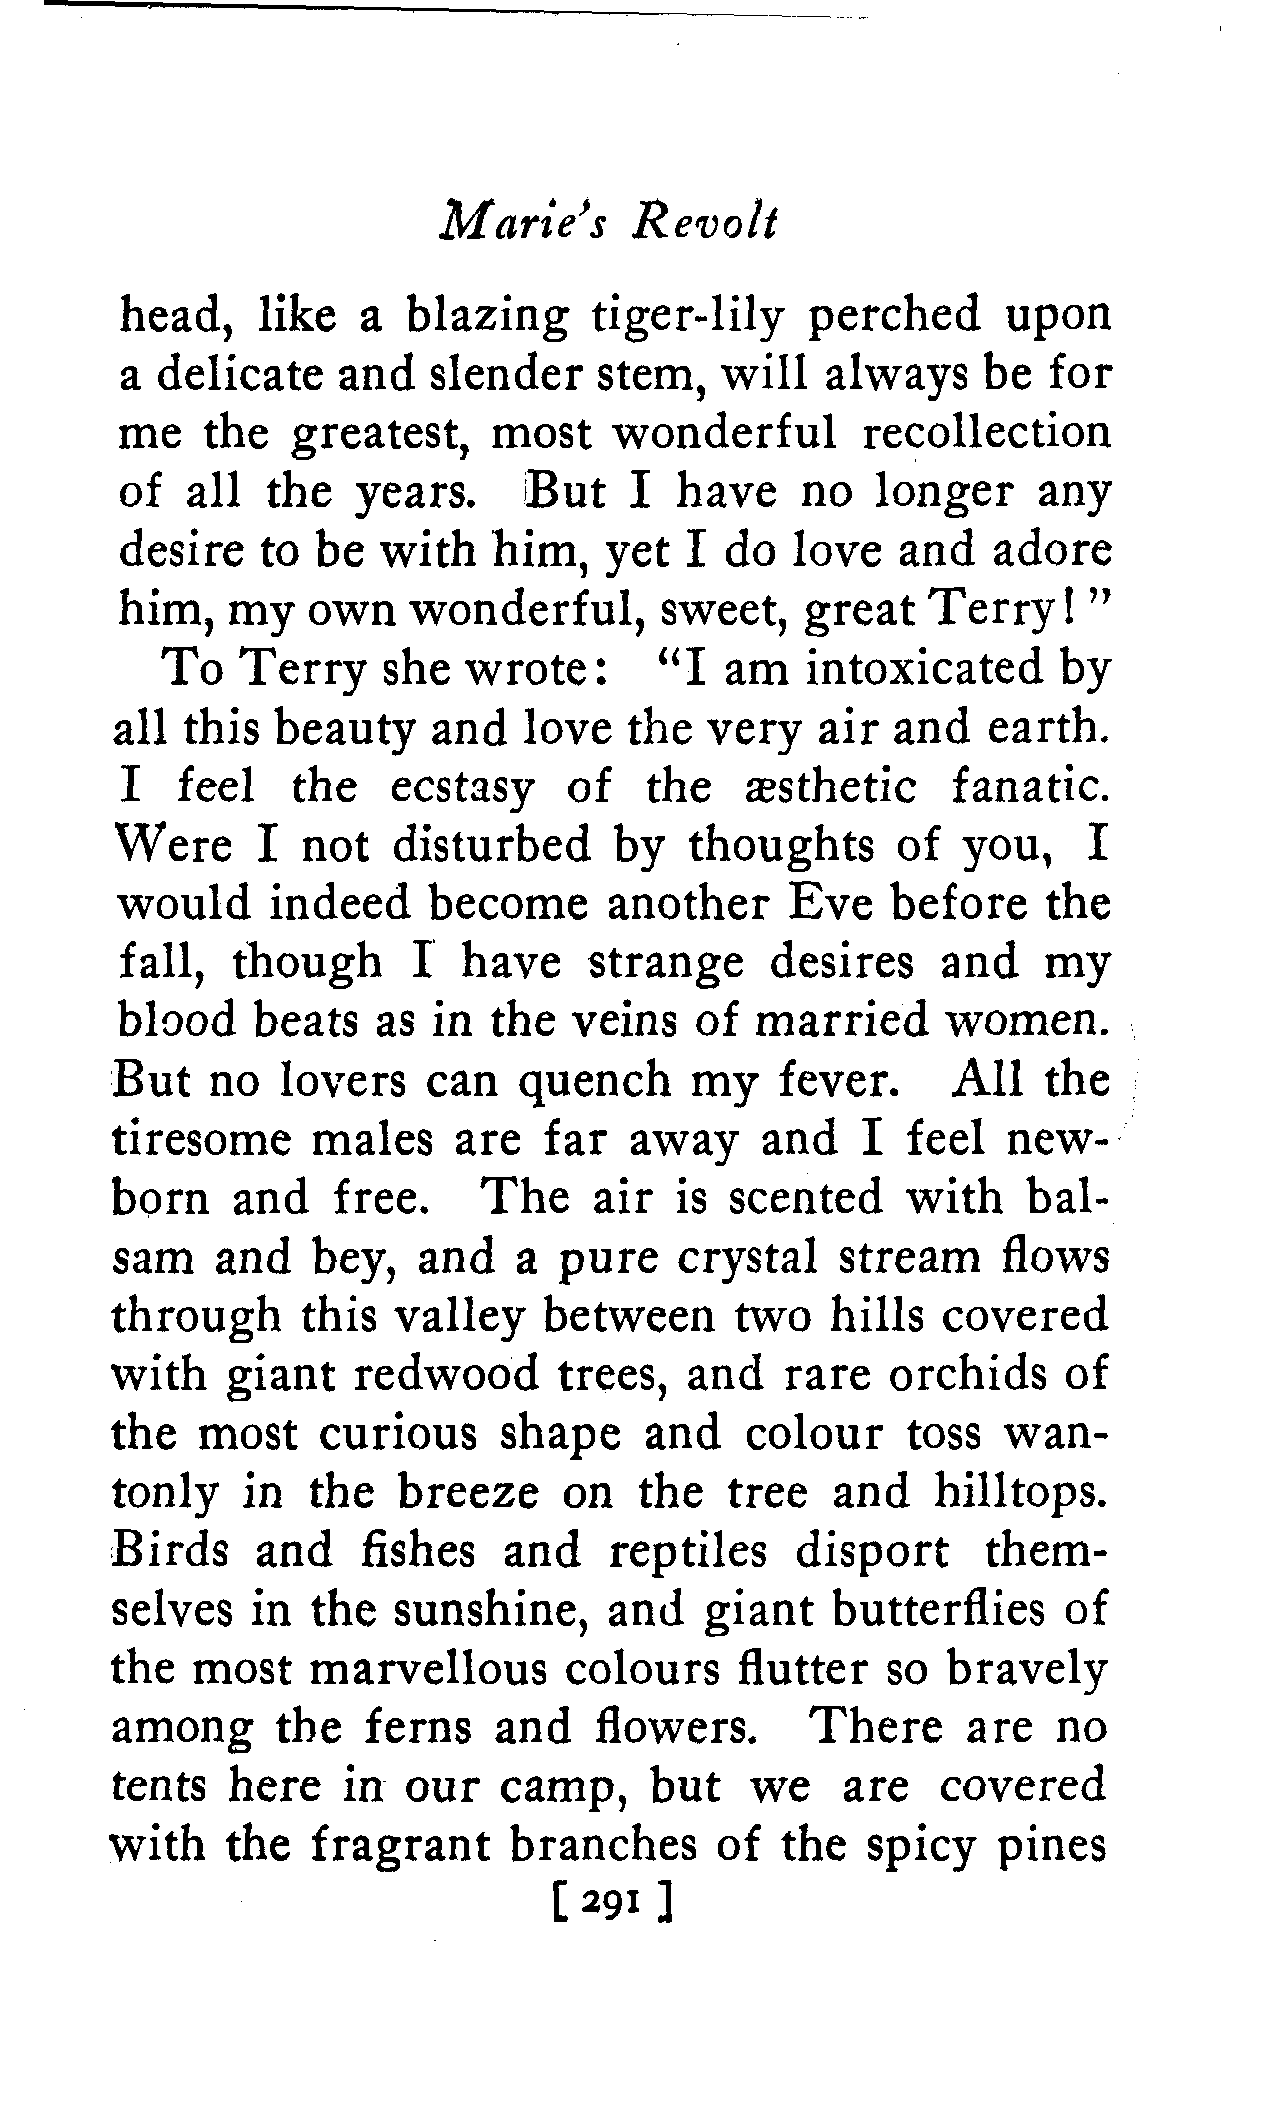 Marie's Revolt
head, like a blazing tiger-lily perched upon
a delicate and slender stem, will always be for
me the greatest, most wonderful recollection
of all the years. But I have no longer any
desire to be with him, yet I do love and adore
him, my own wonderful, sweet, great Terry!"
To Terry she wrote: "I am intoxicated by
all this beauty and love the very air and earth.
I feel the ecstasy of the æsthetic fanatic.
Were I not disturbed by thoughts of you, I
would indeed become another Eve before the
fall, though I have strange desires and my
blood beats as in the veins of married women.
But no lovers can quench my fever. All the
tiresome males are far away and I feel new-
born and free. The air is scented with bal-
sam and bey, and a pure crystal stream flows
through this valley between two hills covered
with giant redwood trees, and rare orchids of
the most curious shape and colour toss wan-
tonly in the breeze on the tree and hilltops.
Birds and fishes and reptiles disport them-
selves in the sunshine, and giant butterflies of
the most marvellous colours flutter so bravely
among the ferns and flowers. There are no
tents here in our camp, but we are covered
with the fragrant branches of the spicy pines
[ 291 ]